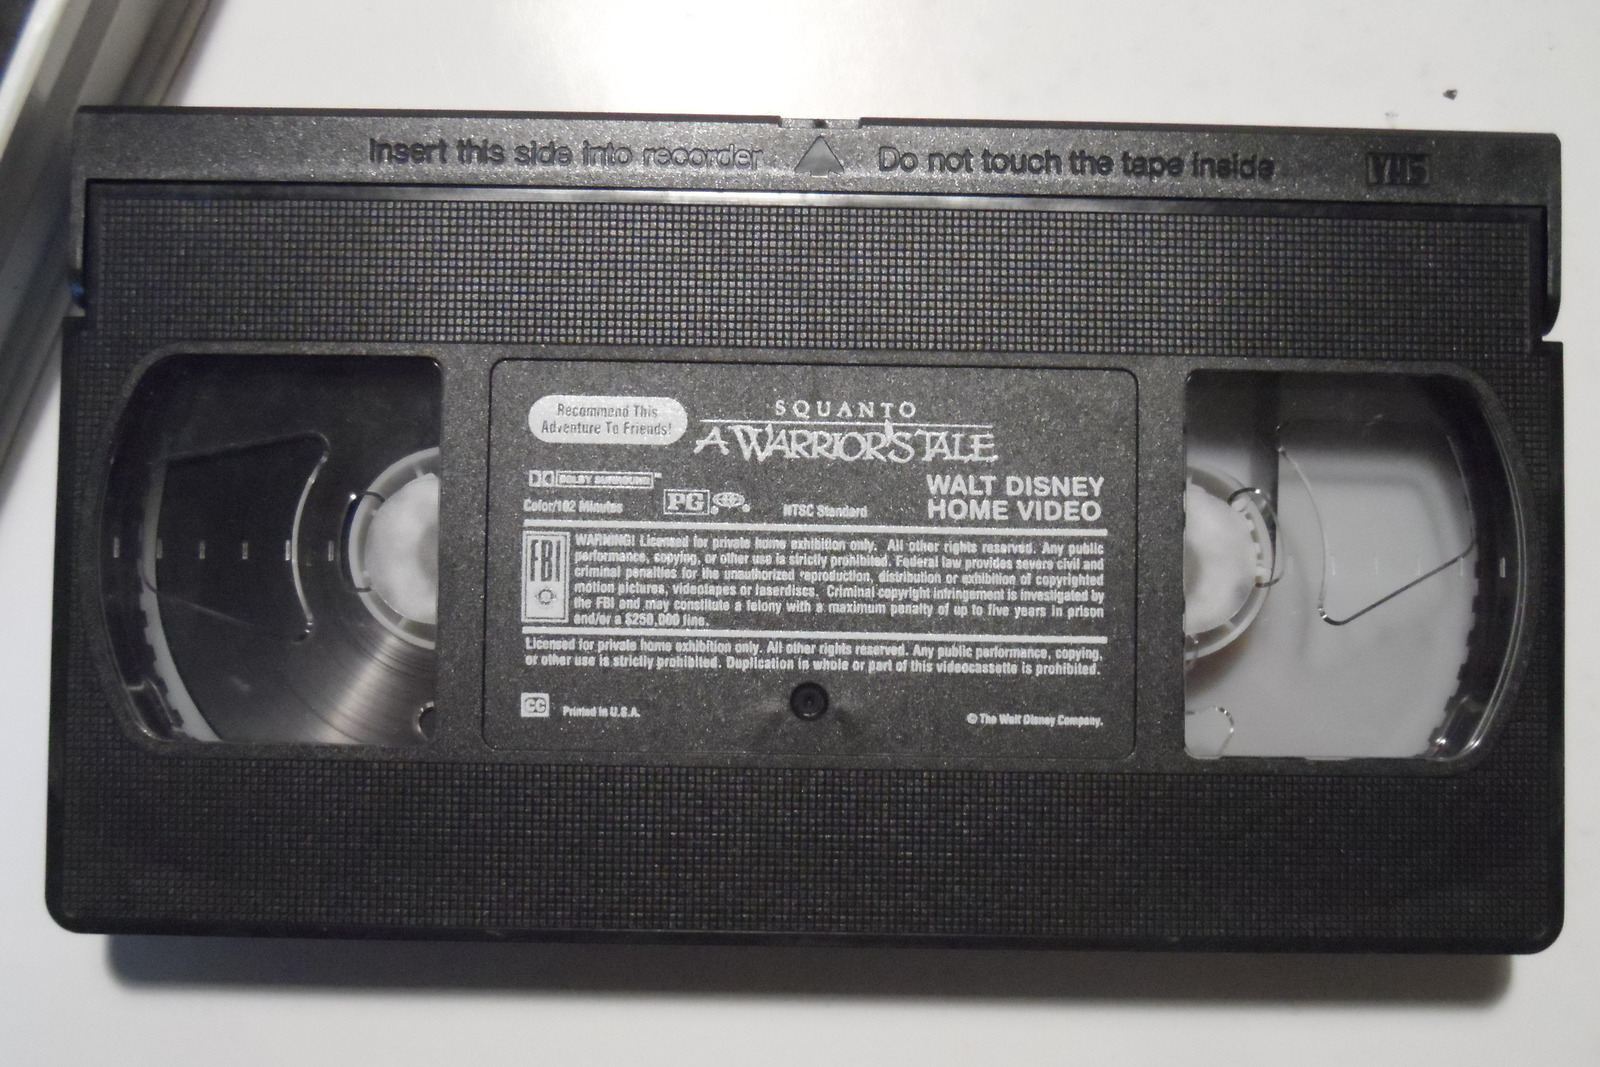 Insert this side into recorder
Do not touch the tape inside
VHS
Recommend This
Adventure To Friends!
SQUANTO
A WARRIOR'S TALE
DOLBY SURROUND
Color/102 Minutes
PG
NTSC Standard
WALT DISNEY
HOME VIDEO
FBI
WARNING! Licensed for private home exhibition only. All other rights reserved. Any public
performance, copying, or other use is strictly prohibited. Federal law provides severe civil and
criminal penalties for the unauthorized reproduction, distribution or exhibition of copyrighted
motion pictures, videotapes or laserdiscs. Criminal copyright infringement is investigated by
the FBI and may constitute a felony with a maximum penalty of up to five years in prison
and/or a $250,000 fine.
Licensed for private home exhibition only. All other rights reserved. Any public performance, copying,
or other use is strictly prohibited. Duplication in whole or part of this videocassette is prohibited.
CC
Printed in U.S.A.
© The Walt Disney Company.